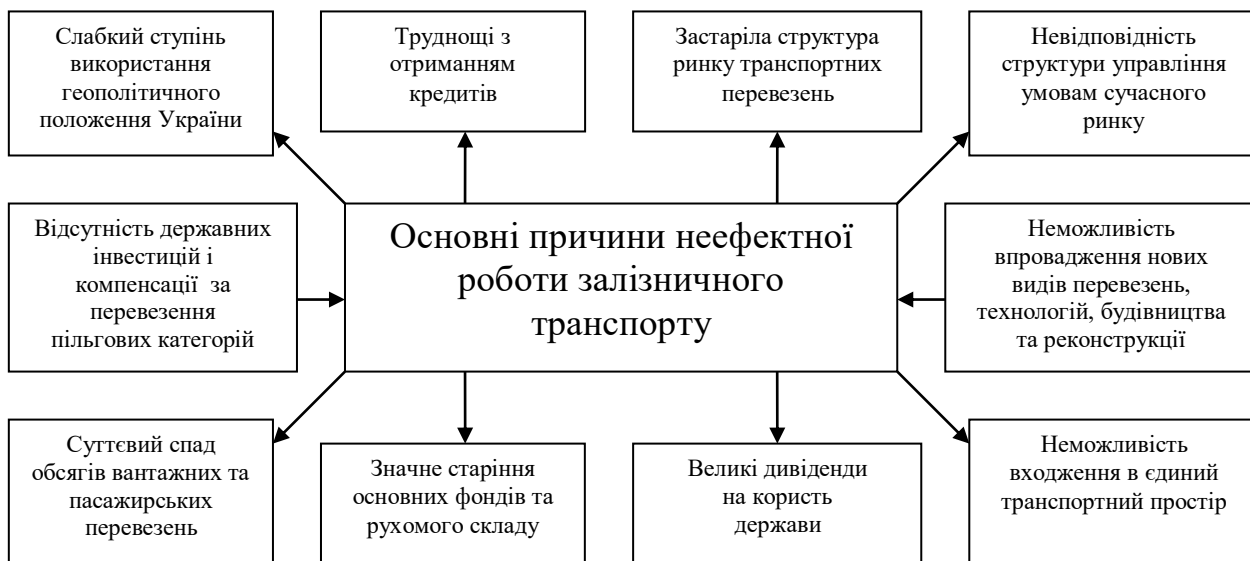 Слабкий ступінь
використання
геополітичного
положення України
Труднощі з
отриманням
кредитів
Застаріла структура
ринку транспортних
перевезень
Невідповідність
структури управління
умовам сучасного
ринку
Відсутність державних
інвестицій і
компенсації за
перевезення
пільгових категорій
Основні причини неефектної
роботи залізничного
транспорту
Неможливість
впровадження нових
видів перевезень,
технологій, будівництва
та реконструкції
Суттєвий спад
обсягів вантажних та
пасажирських
перевезень
Значне старіння
основних фондів та
рухомого складу
Великі дивіденди
на користь
держави
Неможливість
входження в єдиний
транспортний простір